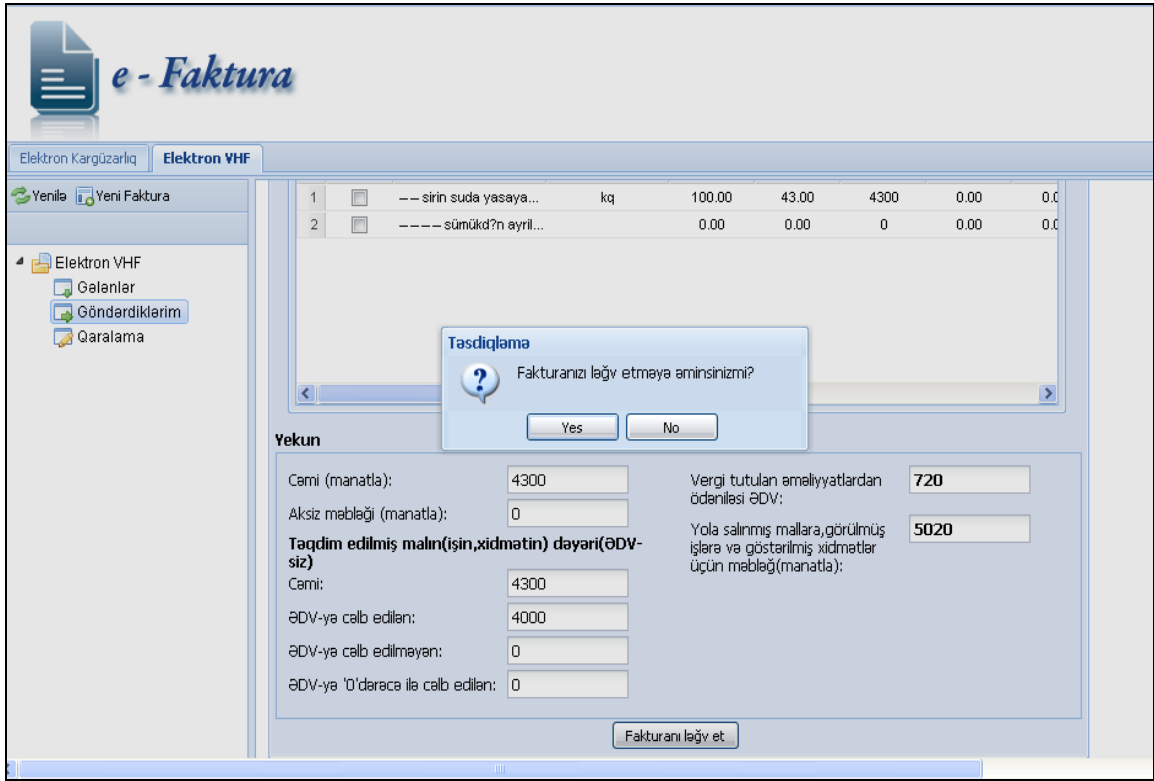 e - Faktura
Elektron Kargüzarlıq
Elektron VHF
Yenilə
Yeni Faktura
Elektron VHF
Gələnlər
Göndərdiklərim
Qaralama
1 – – sirin suda yasaya... kq 100.00 43.00 4300 0.00 0.0
2 – – – – sümükd?n ayril... 0.00 0.00 0 0.00 0.0
Təsdiqləmə
Fakturanızı ləğv etməyə əminsinizmi?
Yes
No
Yekun
Cəmi (manatla): 4300
Aksiz məbləği (manatla): 0
Təqdim edilmiş malın(işin,xidmətin) dəyəri(ƏDV-
siz)
Cəmi: 4300
ƏDV-yə cəlb edilən: 4000
ƏDV-yə cəlb edilməyən: 0
ƏDV-yə '0'dərəcə ilə cəlb edilən: 0
Vergi tutulan əməliyyatlardan 720
ödəniləsi ƏDV:
Yola salınmış mallara,görülmüş 5020
işlərə və göstərilmiş xidmətlər
üçün məbləğ(manatla):
Fakturanı ləğv et